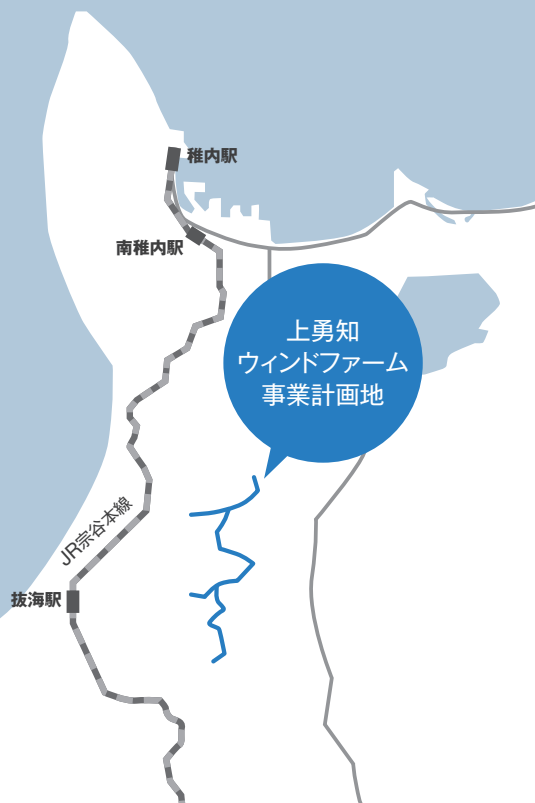 稚内駅
南稚内駅
上勇知
ウィンドファーム
事業計画地
JR宗谷本線
抜海駅